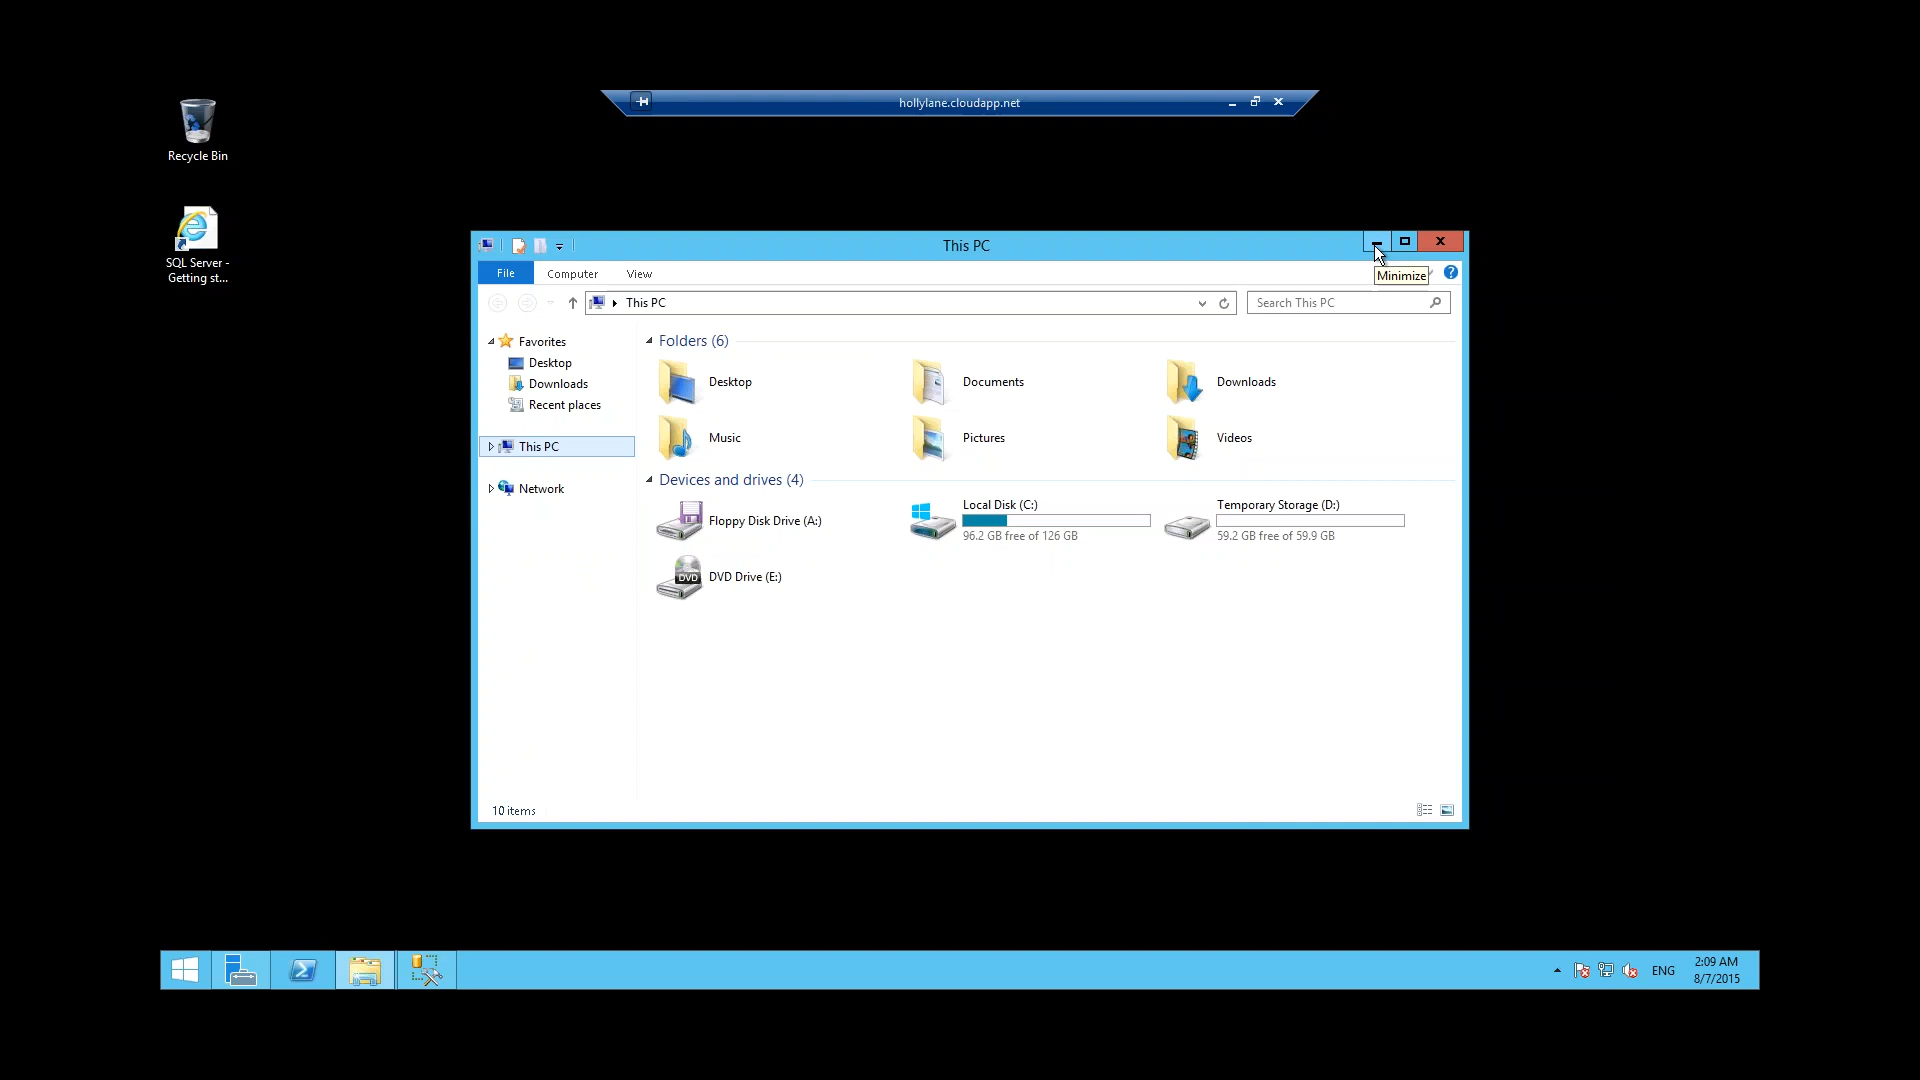 hollylane.cloudapp.net
Recycle Bin
SQL Server -
Getting st...
This PC
Minimize
File
Computer
View
This PC
Search This PC
Favorites
Desktop
Downloads
Recent places
This PC
Network
Folders (6)
Desktop
Documents
Downloads
Music
Pictures
Videos
Devices and drives (4)
Floppy Disk Drive (A:)
Local Disk (C:)
96.2 GB free of 126 GB
Temporary Storage (D:)
59.2 GB free of 59.9 GB
DVD
DVD Drive (E:)
10 items
ENG
2:09 AM
8/7/2015